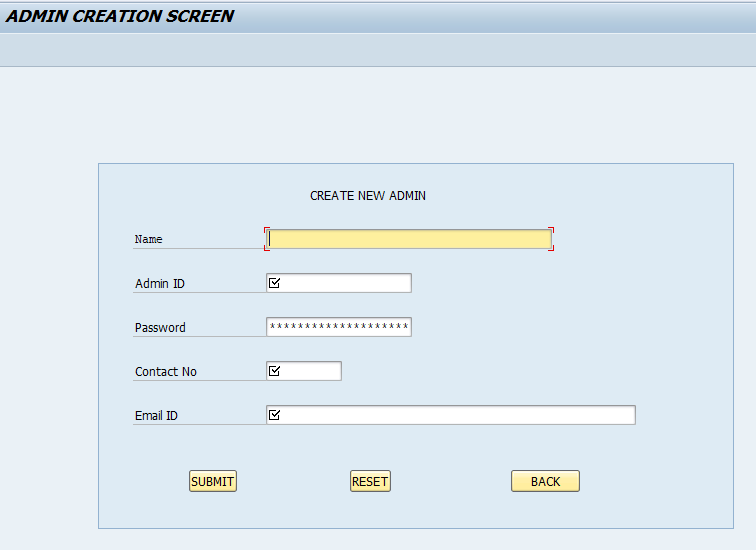 ADMIN CREATION SCREEN
CREATE NEW ADMIN
Name
Admin ID
Password ********************
Contact No
Email ID
SUBMIT RESET BACK